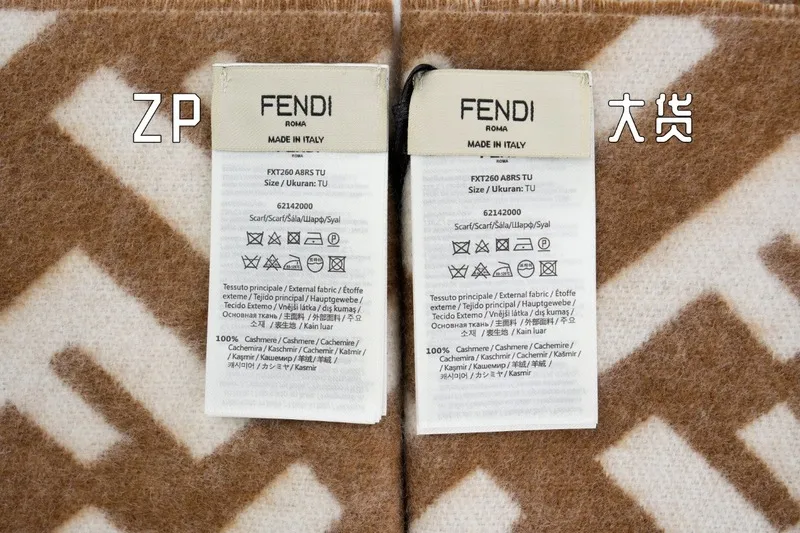 ZP
FENDI
ROMA
MADE IN ITALY
ROMA
FXT260 A8RS TU
Size / Ukuran: TU
62142000
Scarf/Scarf/Šála/Шарф/Syal
Tessuto principale / External fabric / Étoffe
externe / Tejido principal / Hauptgewebe /
Tecido Externo / Vnější látka / dış kumaş /
Основная ткань / 主面料 / 外部面料 / 주요
소재 / 表生地 / Kain luar
100% Cashmere / Cashmere / Cachemire /
Cachemira / Kaschmir / Cachemir / Kašmír /
/ Kaşmir / Кашемир / 羊绒/ 羊絨/
캐시미어 / カシミヤ/ Kasmir
大货
FENDI
ROMA
MADE IN ITALY
ROMA
FXT260 A8RS TU
Size / Ukuran: TU
62142000
Scarf/Scarf/Šála/Шарф/Syal
Tessuto principale / External fabric / Étoffe
externe / Tejido principal / Hauptgewebe /
Tecido Externo / Vnější látka / dış kumaş /
Основная ткань / 主面料 / 外部面料 / 주요
소재 / 表生地 / Kain luar
100% Cashmere / Cashmere / Cachemire /
Cachemira / Kaschmir / Cachemir / Kašmír /
/ Kaşmir / Кашемир / 羊绒/ 羊絨/
캐시미어 / カシミヤ/ Kasmir